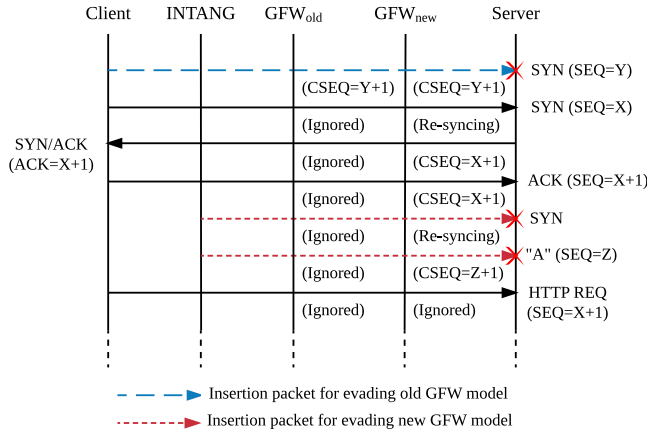 Client INTANG GFWold GFWnew Server
SYN (SEQ=Y)
(CSEQ=Y+1) (CSEQ=Y+1)
SYN (SEQ=X)
(Ignored) (Re-syncing)
SYN/ACK
(ACK=X+1)
(Ignored) (CSEQ=X+1)
ACK (SEQ=X+1)
(Ignored) (CSEQ=X+1)
SYN
(Ignored) (Re-syncing)
"A" (SEQ=Z)
(Ignored) (CSEQ=Z+1)
HTTP REQ
(SEQ=X+1)
(Ignored) (Ignored)
Insertion packet for evading old GFW model
Insertion packet for evading new GFW model